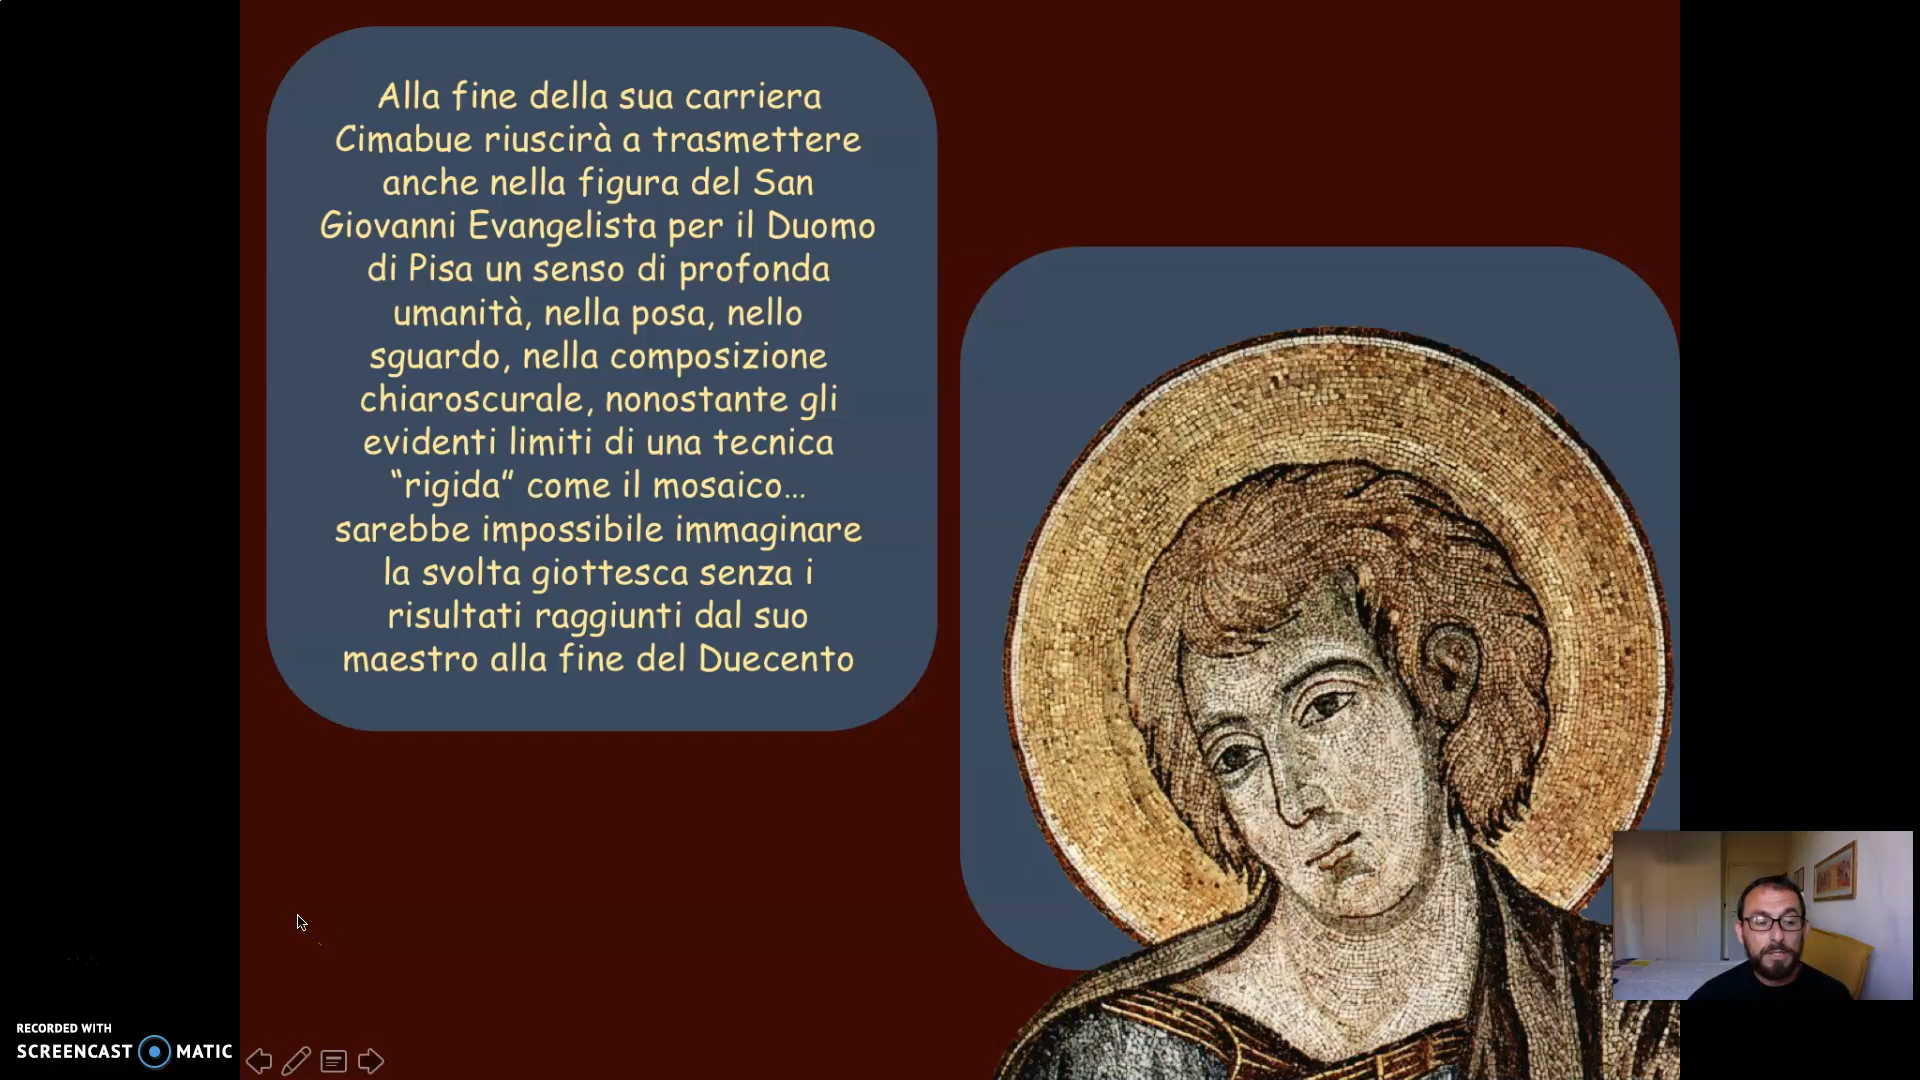 Alla fine della sua carriera
Cimabue riuscirà a trasmettere
anche nella figura del San
Giovanni Evangelista per il Duomo
di Pisa un senso di profonda
umanità, nella posa, nello
sguardo, nella composizione
chiaroscurale, nonostante gli
evidenti limiti di una tecnica
“rigida” come il mosaico…
sarebbe impossibile immaginare
la svolta giottesca senza i
risultati raggiunti dal suo
maestro alla fine del Duecento
RECORDED WITH
SCREENCAST MATIC